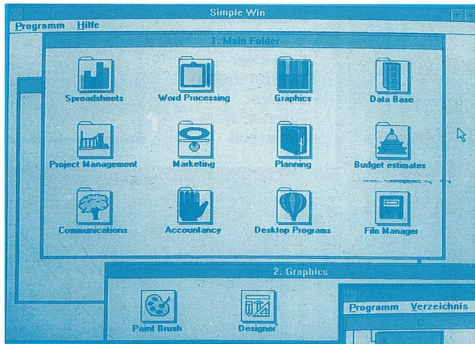 Simple Win
Programm Hilfe
1. Main Folder
Spreadsheets Word Processing Graphics Data Base
Project Management Marketing Planning Budget estimates
Communications Accountancy Desktop Programs File Manager
2. Graphics
Paint Brush Designer
Programm Verzeichnis
C